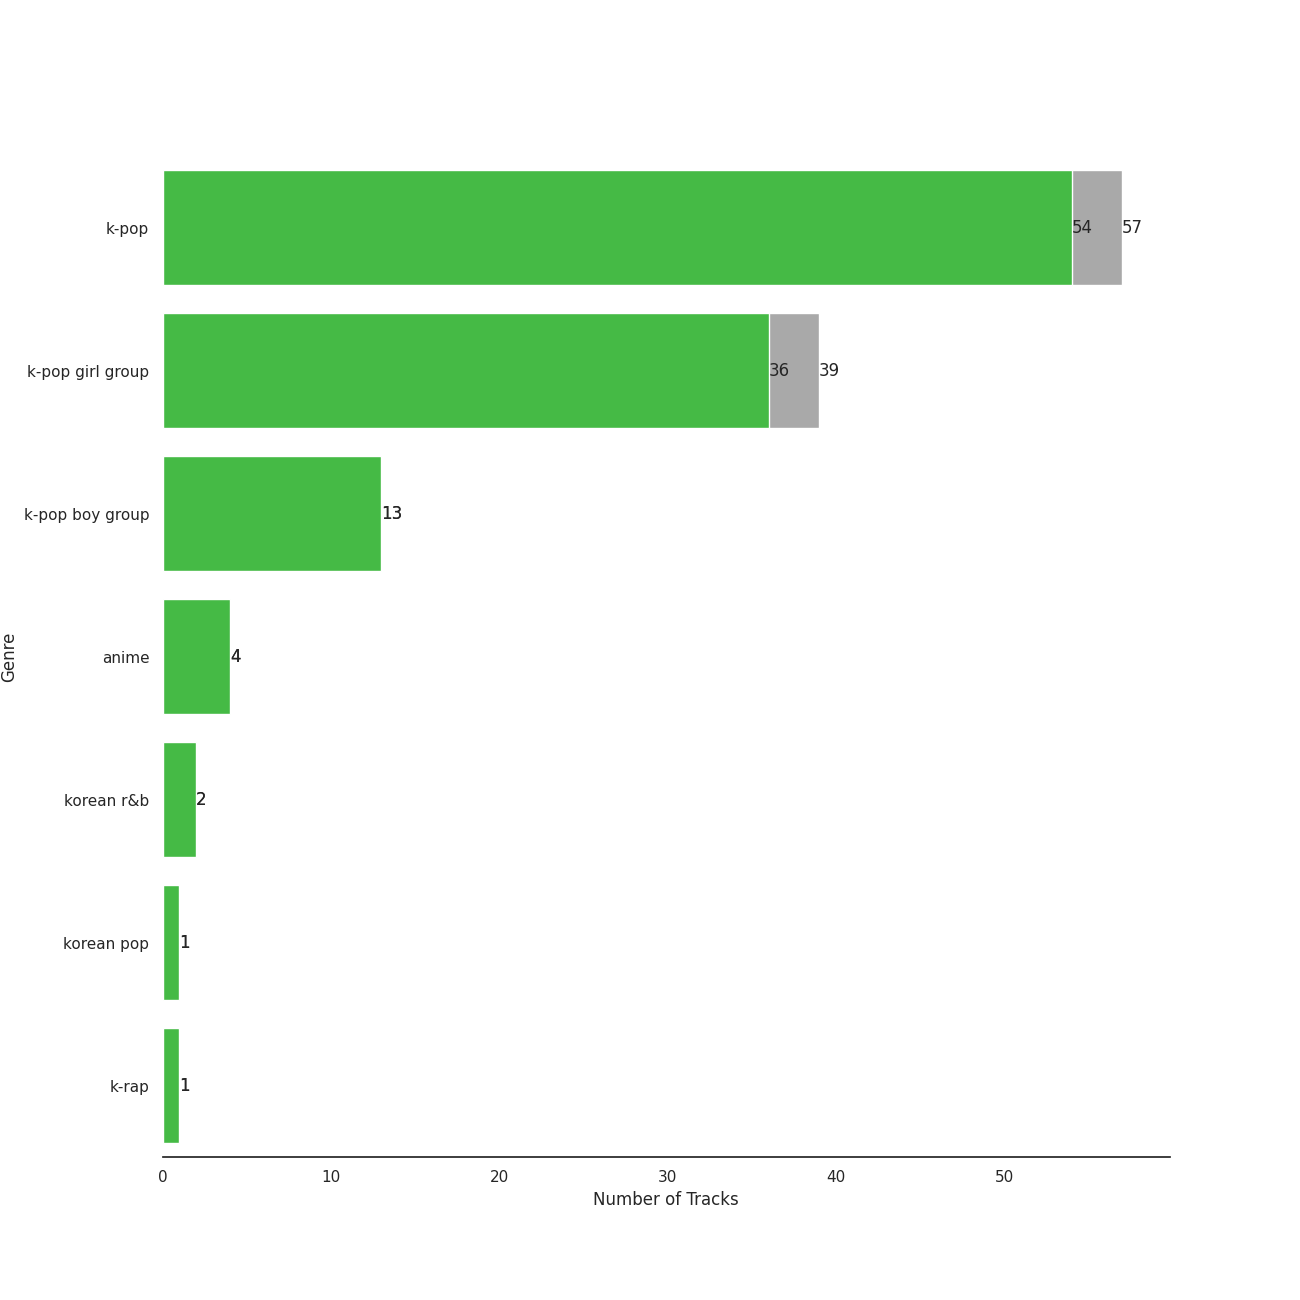 k-pop 54 57
k-pop girl group 36 39
k-pop boy group 13
anime 4
korean r&b 2
korean pop 1
k-rap 1
Genre
0 10 20 30 40 50
Number of Tracks